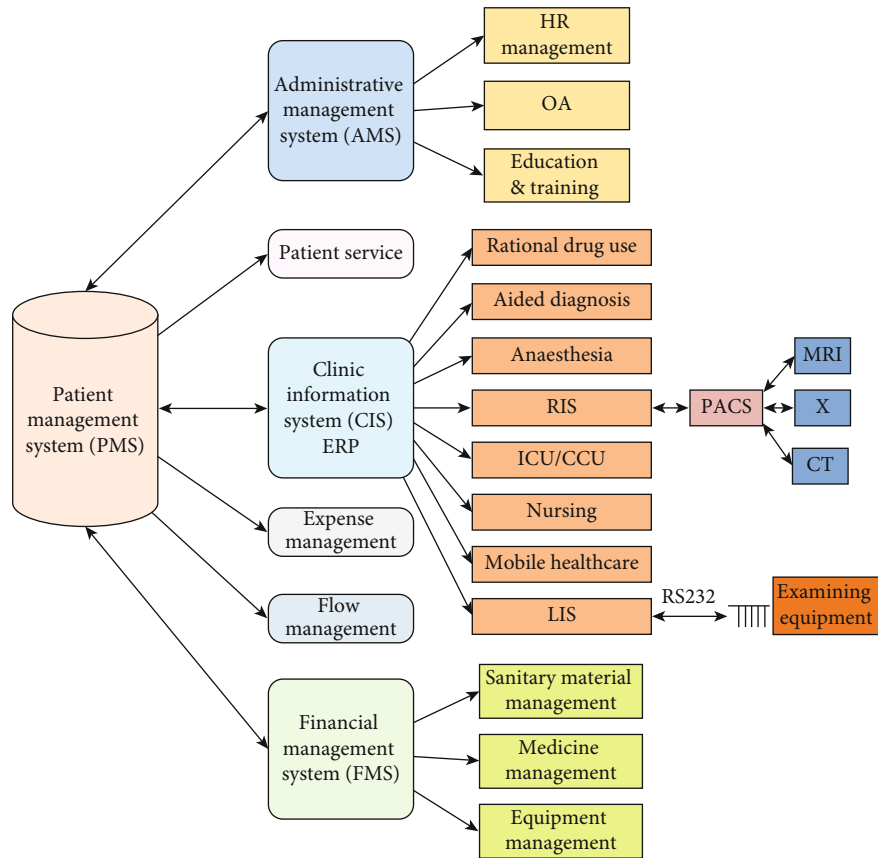 HR
management
Administrative
management
system (AMS)
OA
Education
& training
Patient service
Rational drug use
Aided diagnosis
Anaesthesia
MRI
Patient
management
system (PMS)
Clinic
information
system (CIS)
ERP
RIS
PACS
X
ICU/CCU
CT
Nursing
Expense
management
Mobile healthcare
Flow
management
LIS
RS232
Examining
equipment
Sanitary material
management
Financial
management
system (FMS)
Medicine
management
Equipment
management